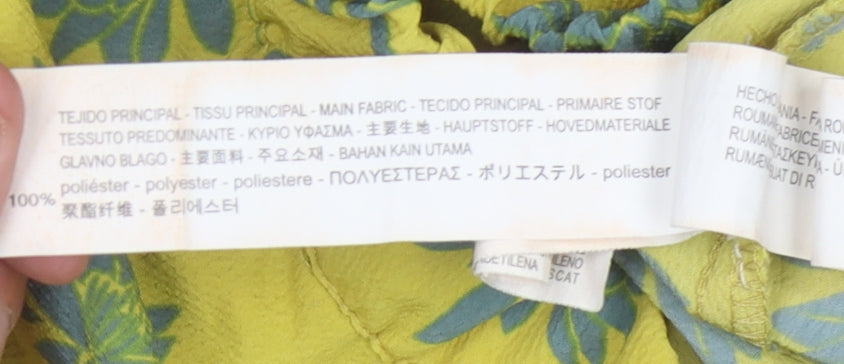 TEJIDO PRINCIPAL - TISSU PRINCIPAL - MAIN FABRIC - TECIDO PRINCIPAL - PRIMAIRE STOF
TESSUTO PREDOMINANTE - ΚΥΡΙΟ ΥΦΑΣΜΑ - 主要生地 - HAUPTSTOFF - HOVEDMATERIALE
GLAVNO BLAGO - 主要面料 - 주요소재 - BAHAN KAIN UTAMA
100% poliéster - polyester - poliestere - ΠΟΛΥΕΣΤΕΡΑΣ - ポリエステル - poliester
聚酯纤维 - 폴리에스터
HECHO